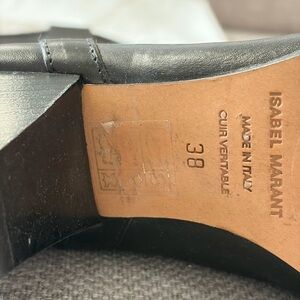 ISABEL MARANT
MADE IN ITALY
CUIR VERITABLE
38